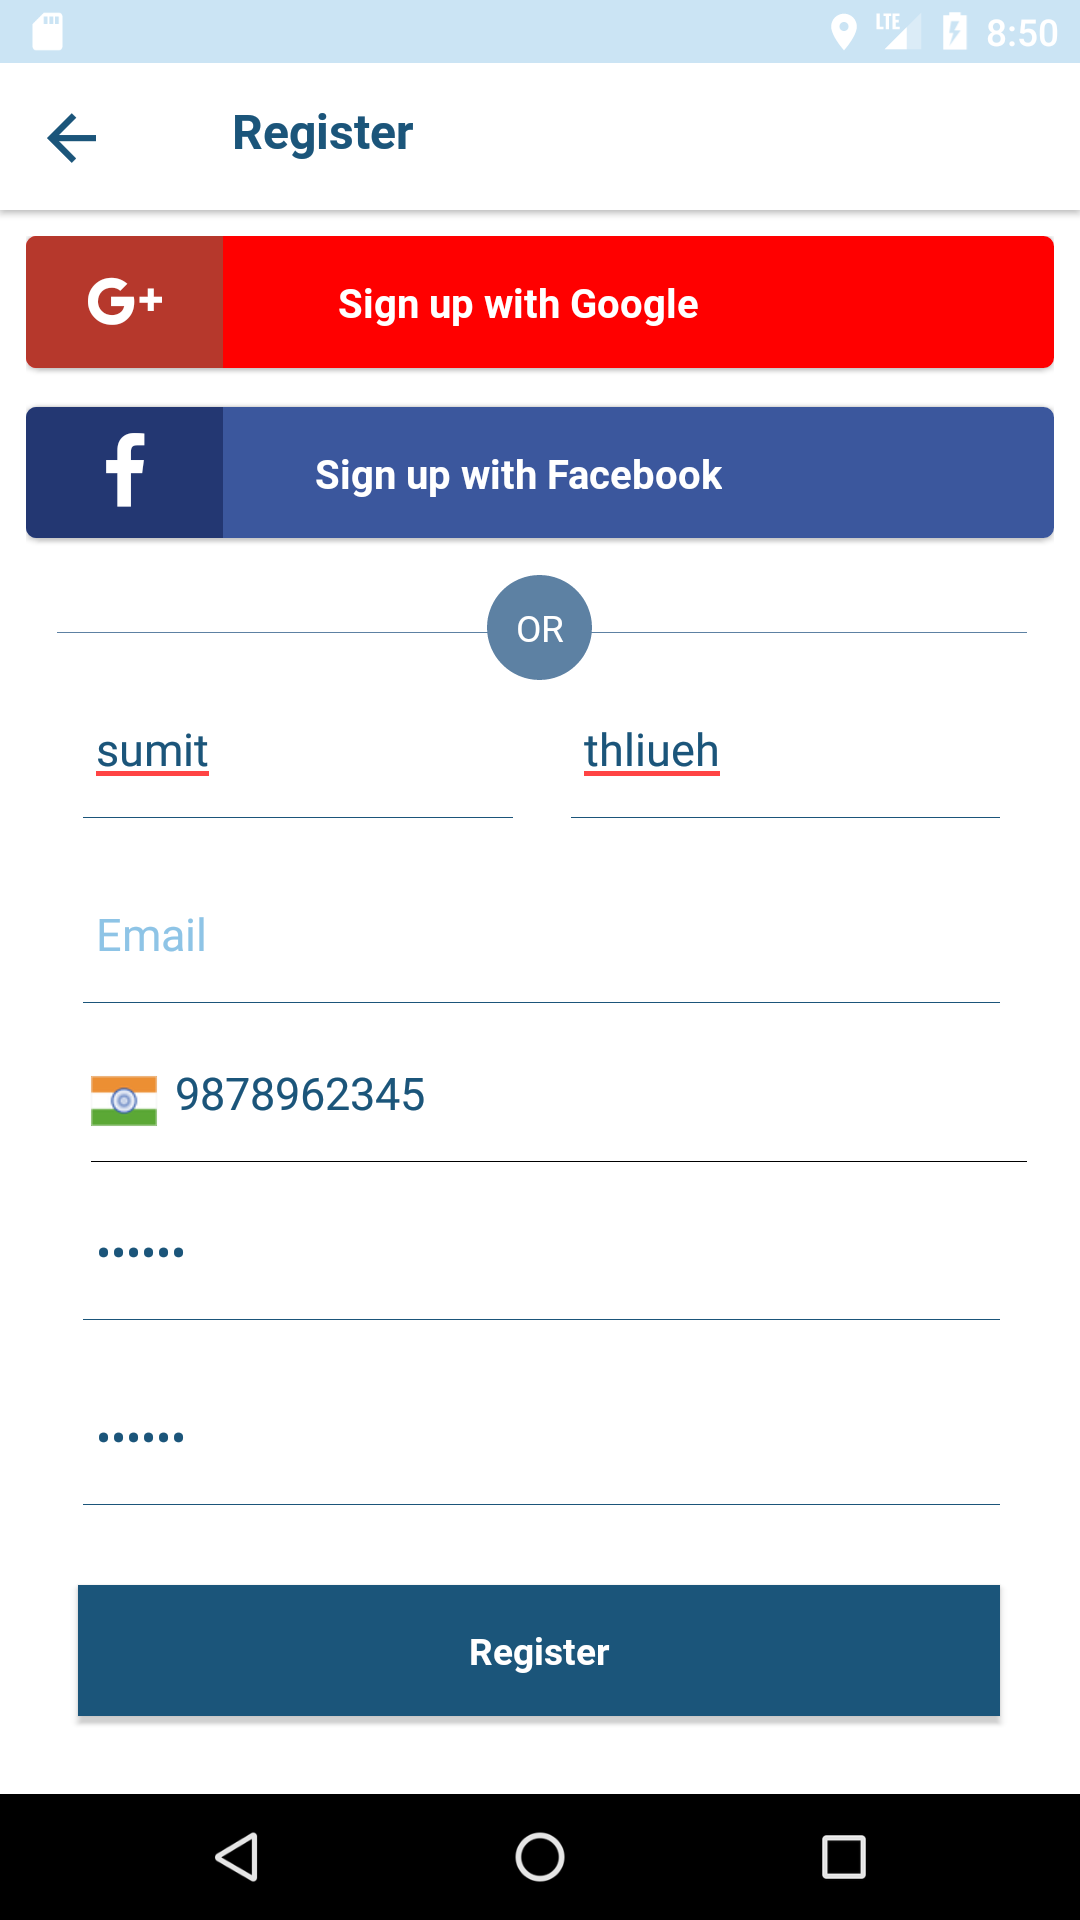 LTE 8:50
Register
G+ Sign up with Google
f Sign up with Facebook
OR
sumit thliueh
Email
9878962345
••••••
••••••
Register